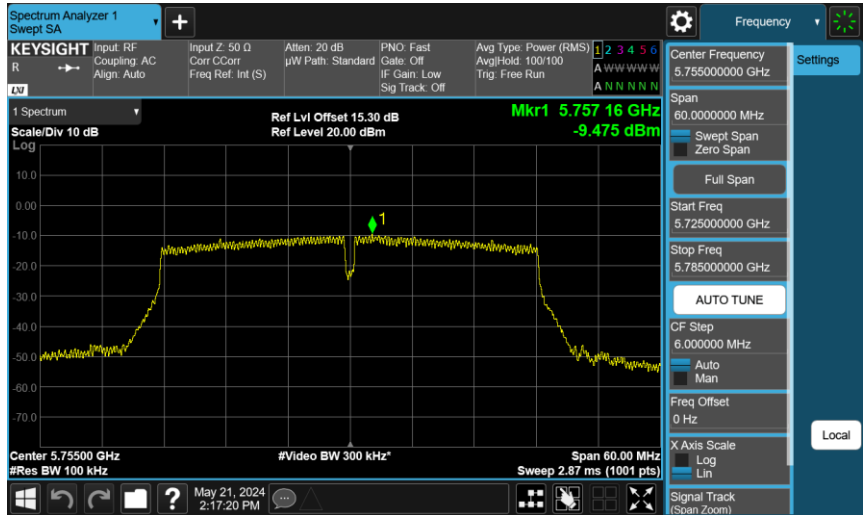 Spectrum Analyzer 1
Swept SA
Frequency
KEYSIGHT
R
LXI
Input: RF
Coupling: AC
Align: Auto
Input Z: 50 Ω
Corr CCorr
Freq Ref: Int (S)
Atten: 20 dB
µW Path: Standard
PNO: Fast
Gate: Off
IF Gain: Low
Sig Track: Off
Avg Type: Power (RMS)
Avg|Hold: 100/100
Trig: Free Run
1 2 3 4 5 6
A W W W W W
A N N N N N
1 Spectrum
Scale/Div 10 dB
Ref Lvl Offset 15.30 dB
Ref Level 20.00 dBm
Mkr1 5.757 16 GHz
-9.475 dBm
Log
10.0
0.00
-10.0
-20.0
-30.0
-40.0
-50.0
-60.0
-70.0
1
Center 5.75500 GHz
#Res BW 100 kHz
#Video BW 300 kHz*
Span 60.00 MHz
Sweep 2.87 ms (1001 pts)
Center Frequency
5.755000000 GHz
Span
60.0000000 MHz
Swept Span
Zero Span
Full Span
Start Freq
5.725000000 GHz
Stop Freq
5.785000000 GHz
AUTO TUNE
CF Step
6.000000 MHz
Auto
Man
Freq Offset
0 Hz
X Axis Scale
Log
Lin
Signal Track
(Span Zoom)
Settings
Local
?
May 21, 2024
2:17:20 PM